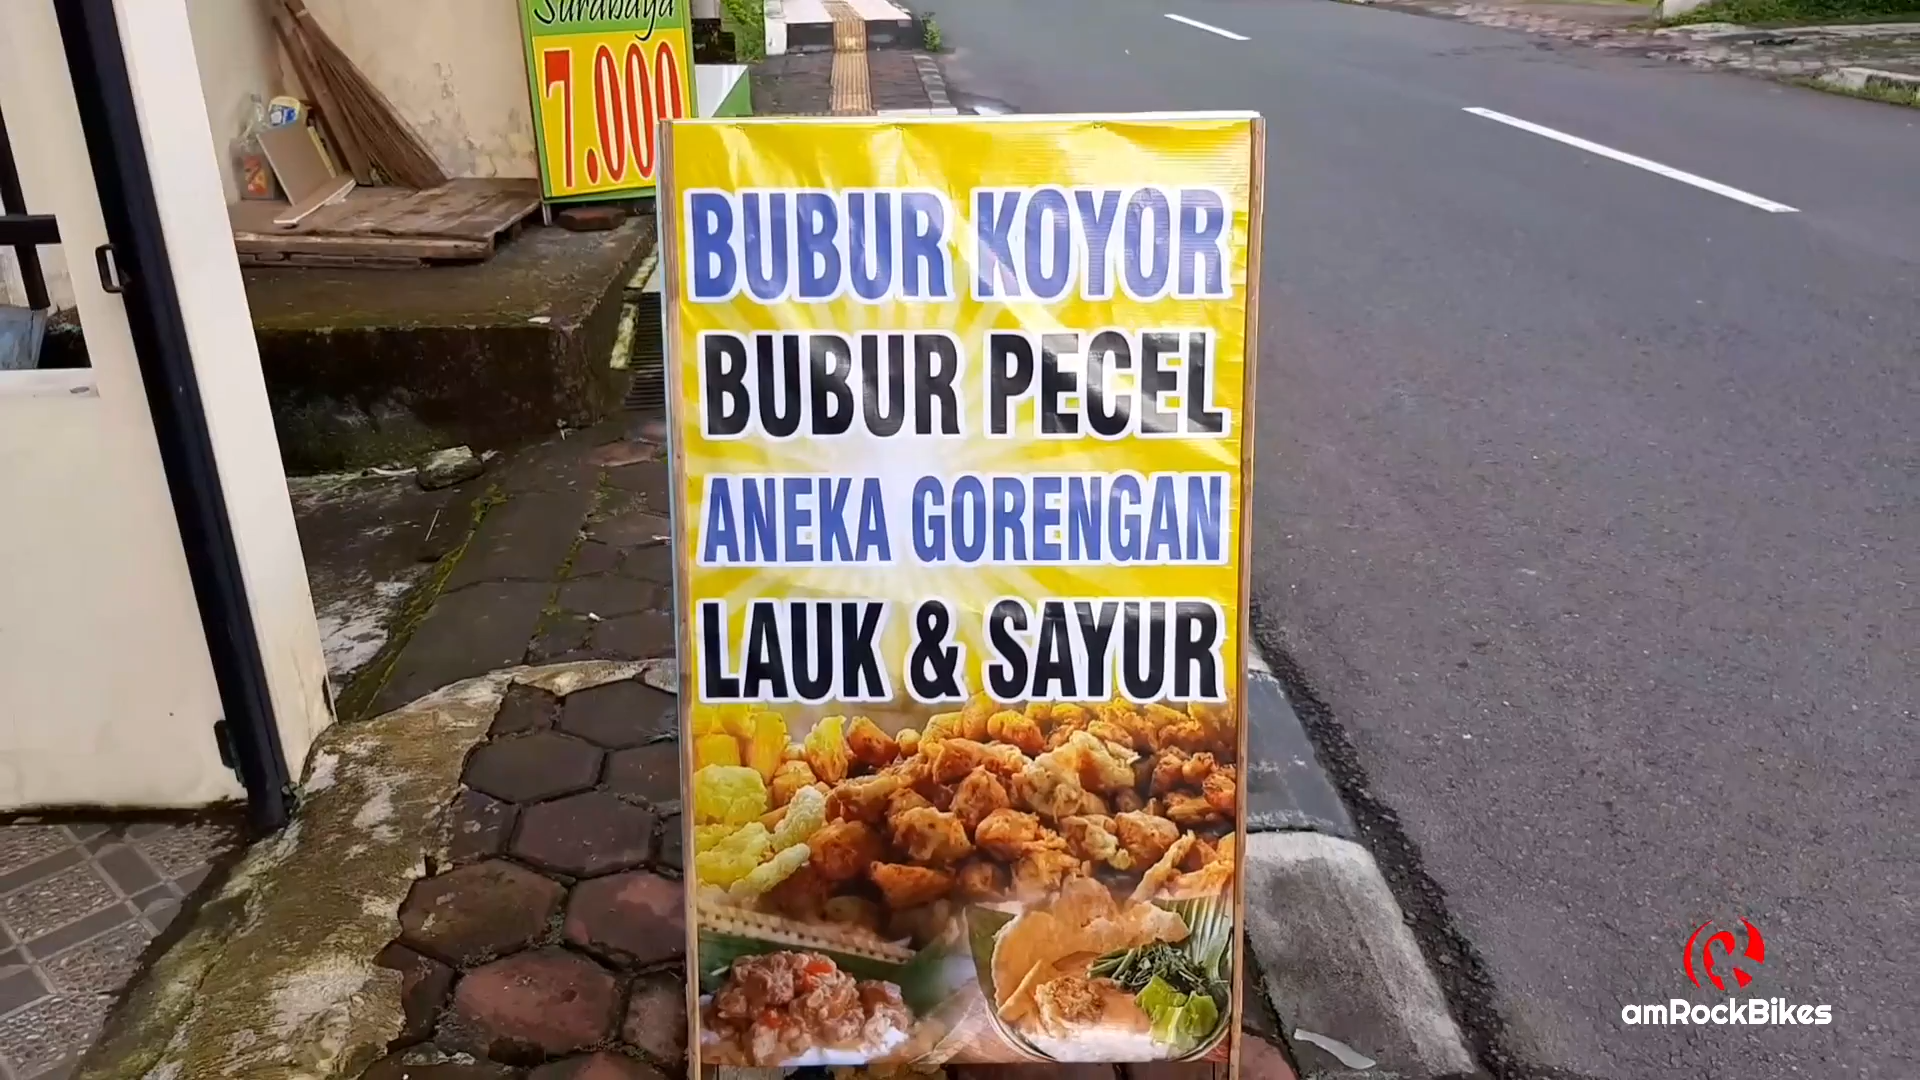 Surabaya
7.000
BUBUR KOYOR
BUBUR PECEL
ANEKA GORENGAN
LAUK & SAYUR
amRockBikes